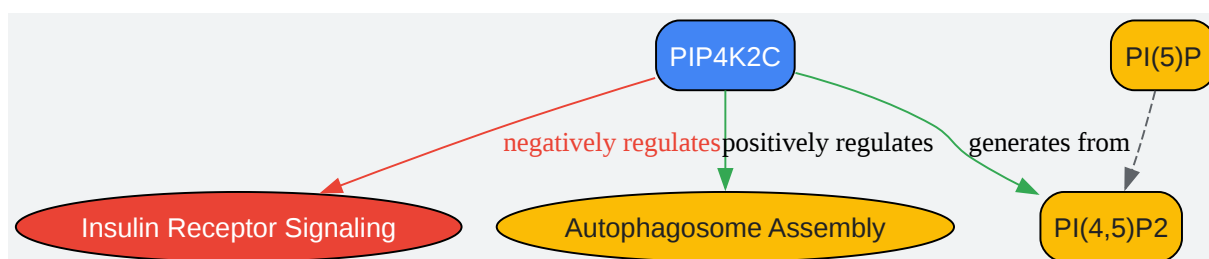 PIP4K2C
PI(5)P
negatively regulates
positively regulates
generates from
Insulin Receptor Signaling
Autophagosome Assembly
PI(4,5)P2